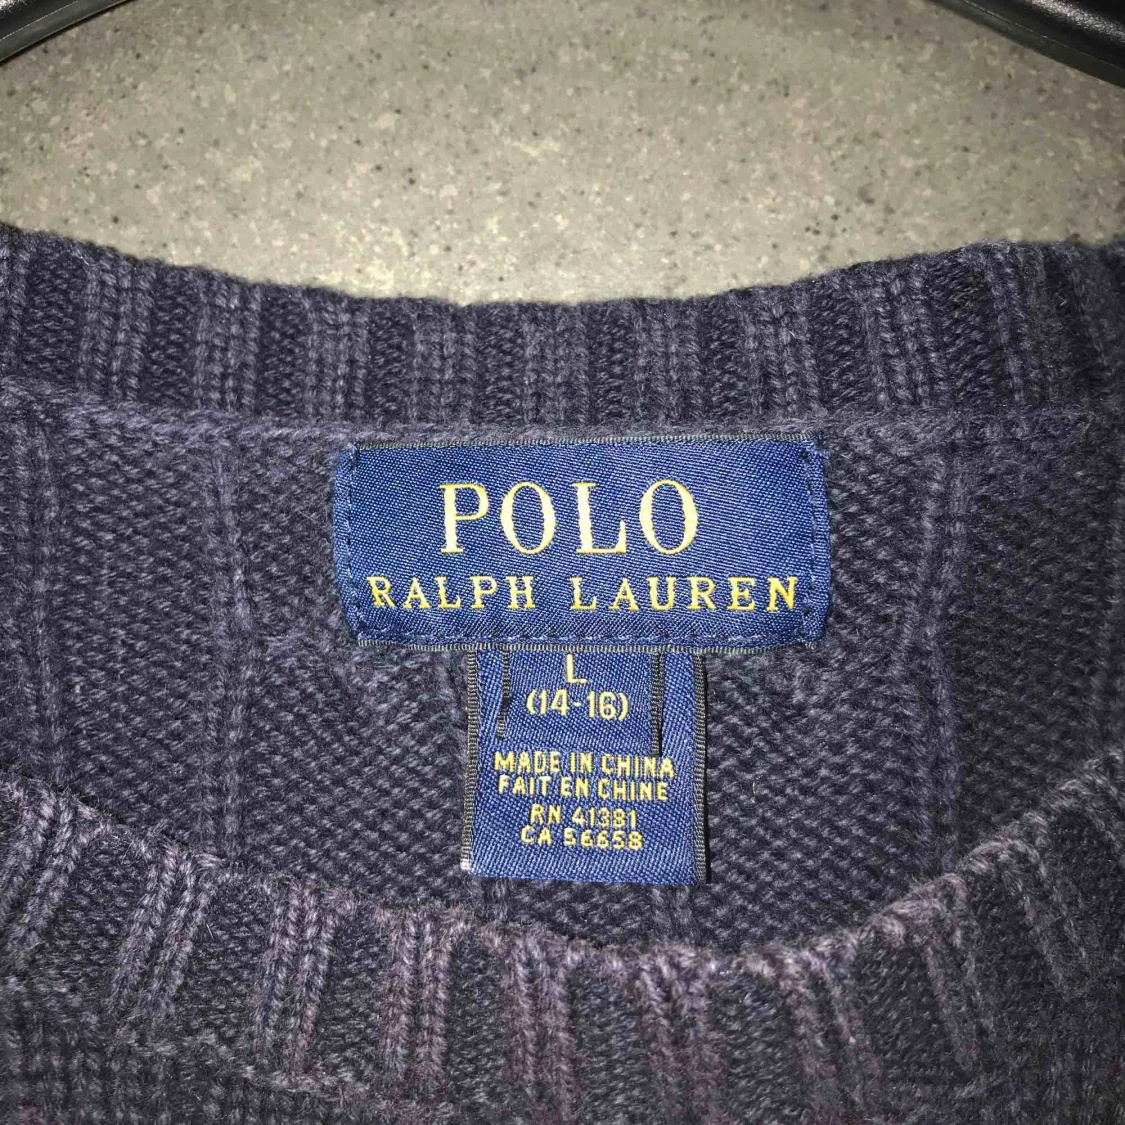 POLO
RALPH LAUREN
L
(14-16)
MADE IN CHINA
FAIT EN CHINE
RN 41381
CA 56658